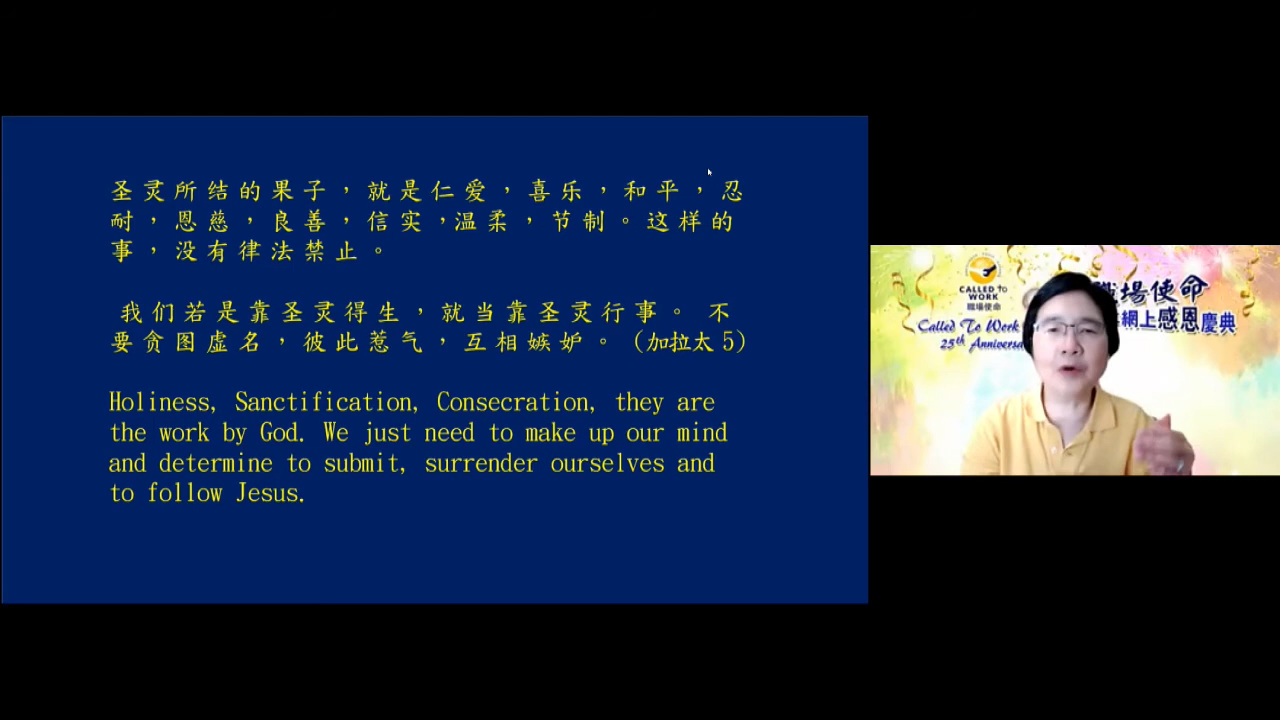 圣灵所结的果子，就是仁爱，喜乐，和平，忍
耐，恩慈，良善，信实,温柔，节制。这样的
事，没有律法禁止。
我们若是靠圣灵得生，就当靠圣灵行事。不
要贪图虚名，彼此惹气，互相嫉妒。(加拉太 5)
Holiness, Sanctification, Consecration, they are
the work by God. We just need to make up our mind
and determine to submit, surrender ourselves and
to follow Jesus.
CALLED TO
WORK
職場使命
職場使命
Called To Work
網上感恩慶典
25th Anniversa